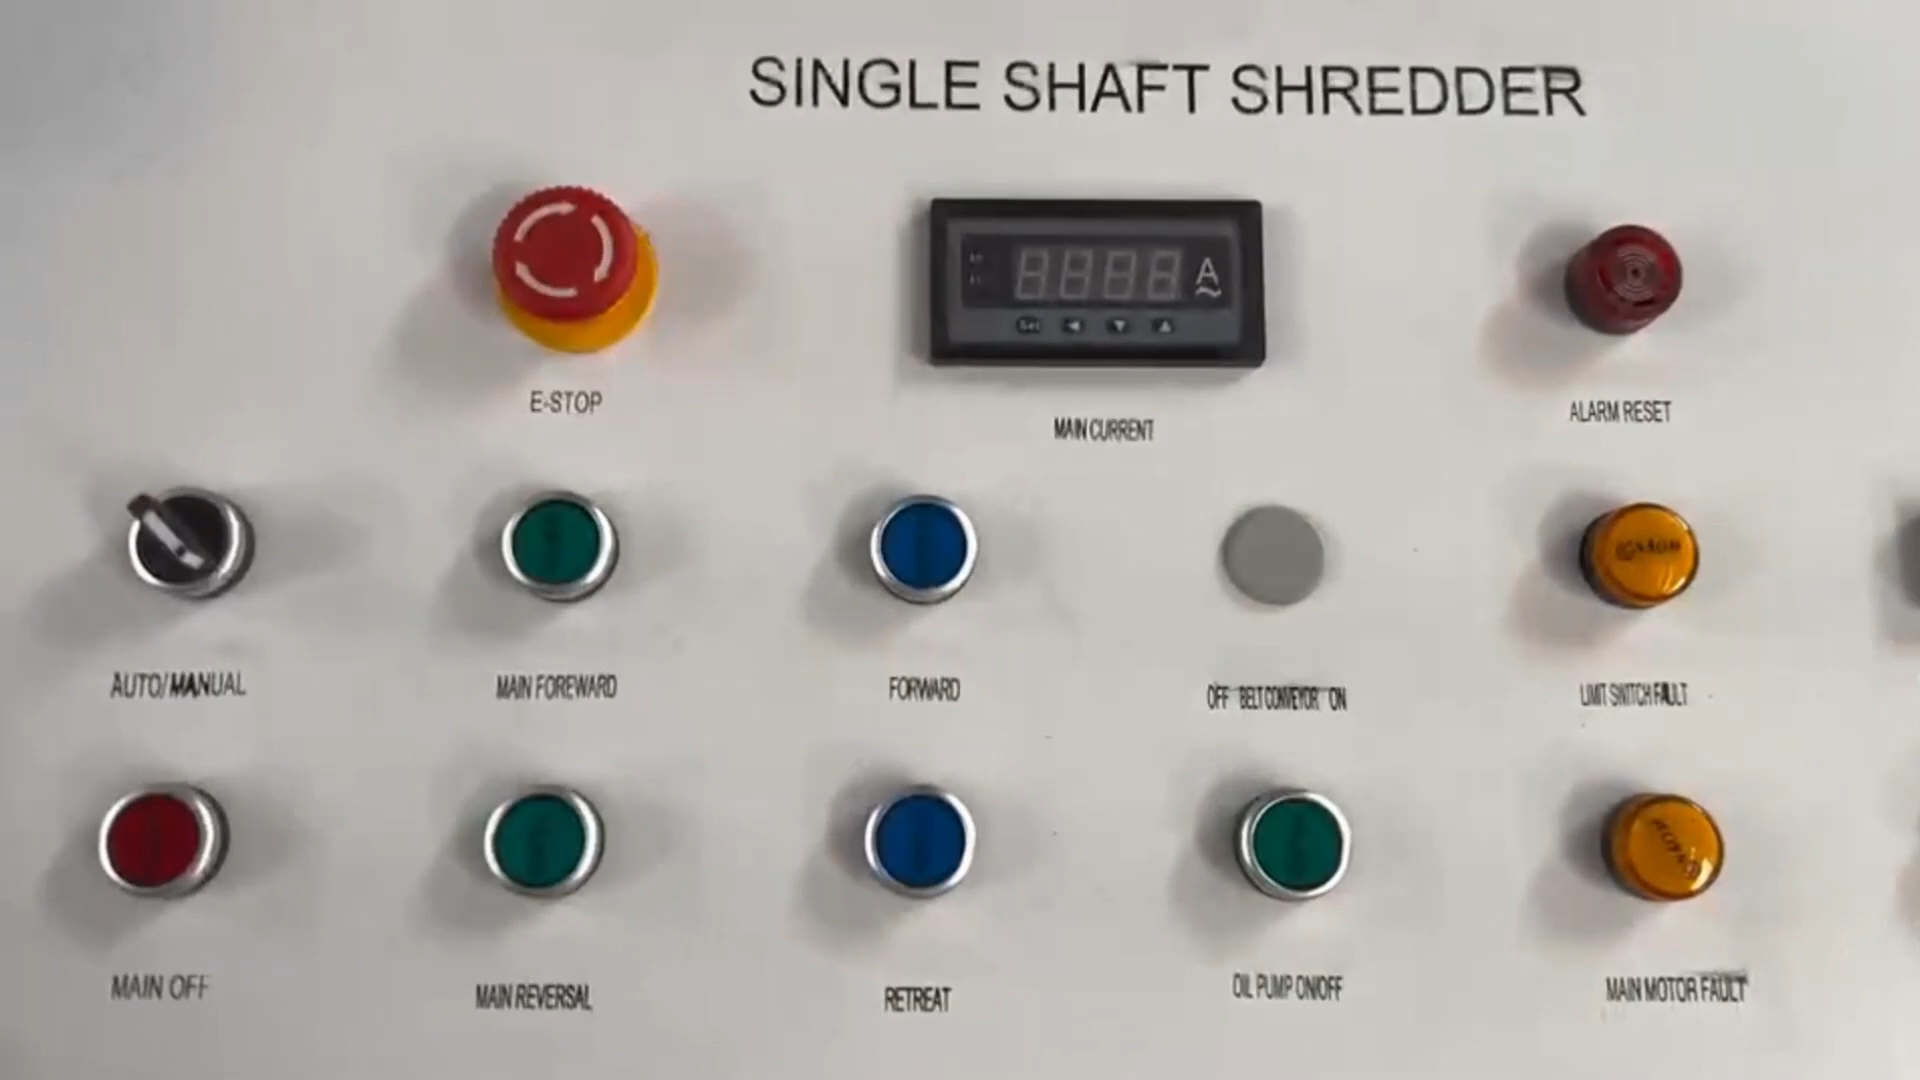 SINGLE SHAFT SHREDDER
A
Set
E-STOP
MAIN CURRENT
ALARM RESET
AUTO/MANUAL
MAIN FOREWARD
FORWARD
OFF BELT CONVEYOR ON
LIMIT SWITCH FAULT
MAIN OFF
MAIN REVERSAL
RETREAT
OIL PUMP ON/OFF
MAIN MOTOR FAULT